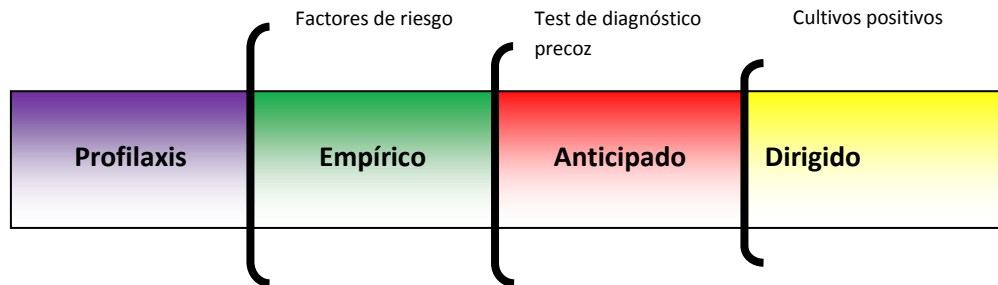 Factores de riesgo
Test de diagnóstico
precoz
Cultivos positivos
Profilaxis
Empírico
Anticipado
Dirigido